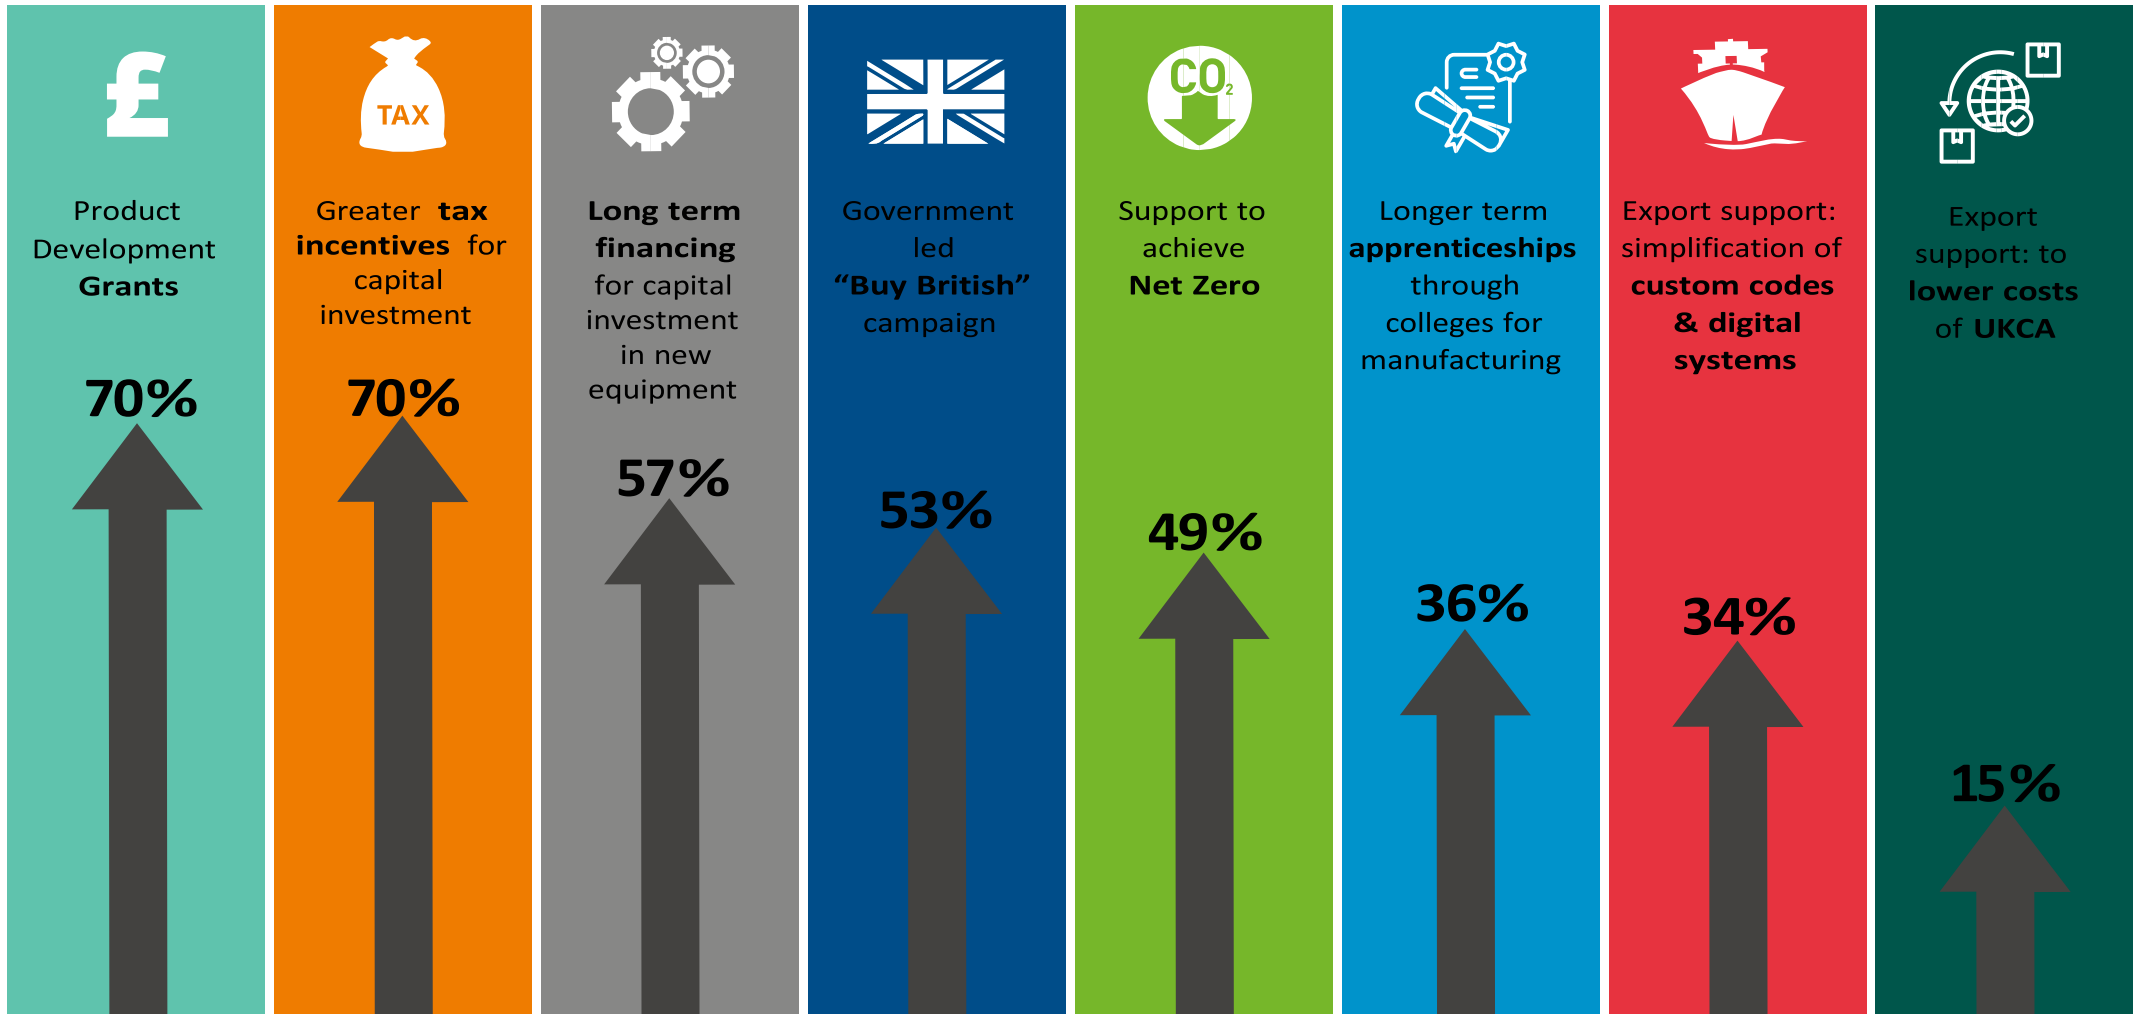 £
Product
Development
Grants
70%
TAX
Greater tax
incentives for
capital
investment
70%
Long term
financing
for capital
investment
in new
equipment
57%
Government
led
“Buy British”
campaign
53%
CO₂
Support to
achieve
Net Zero
49%
Longer term
apprenticeships
through
colleges for
manufacturing
36%
Export support:
simplification of
custom codes
& digital
systems
34%
Export
support: to
lower costs
of UKCA
15%